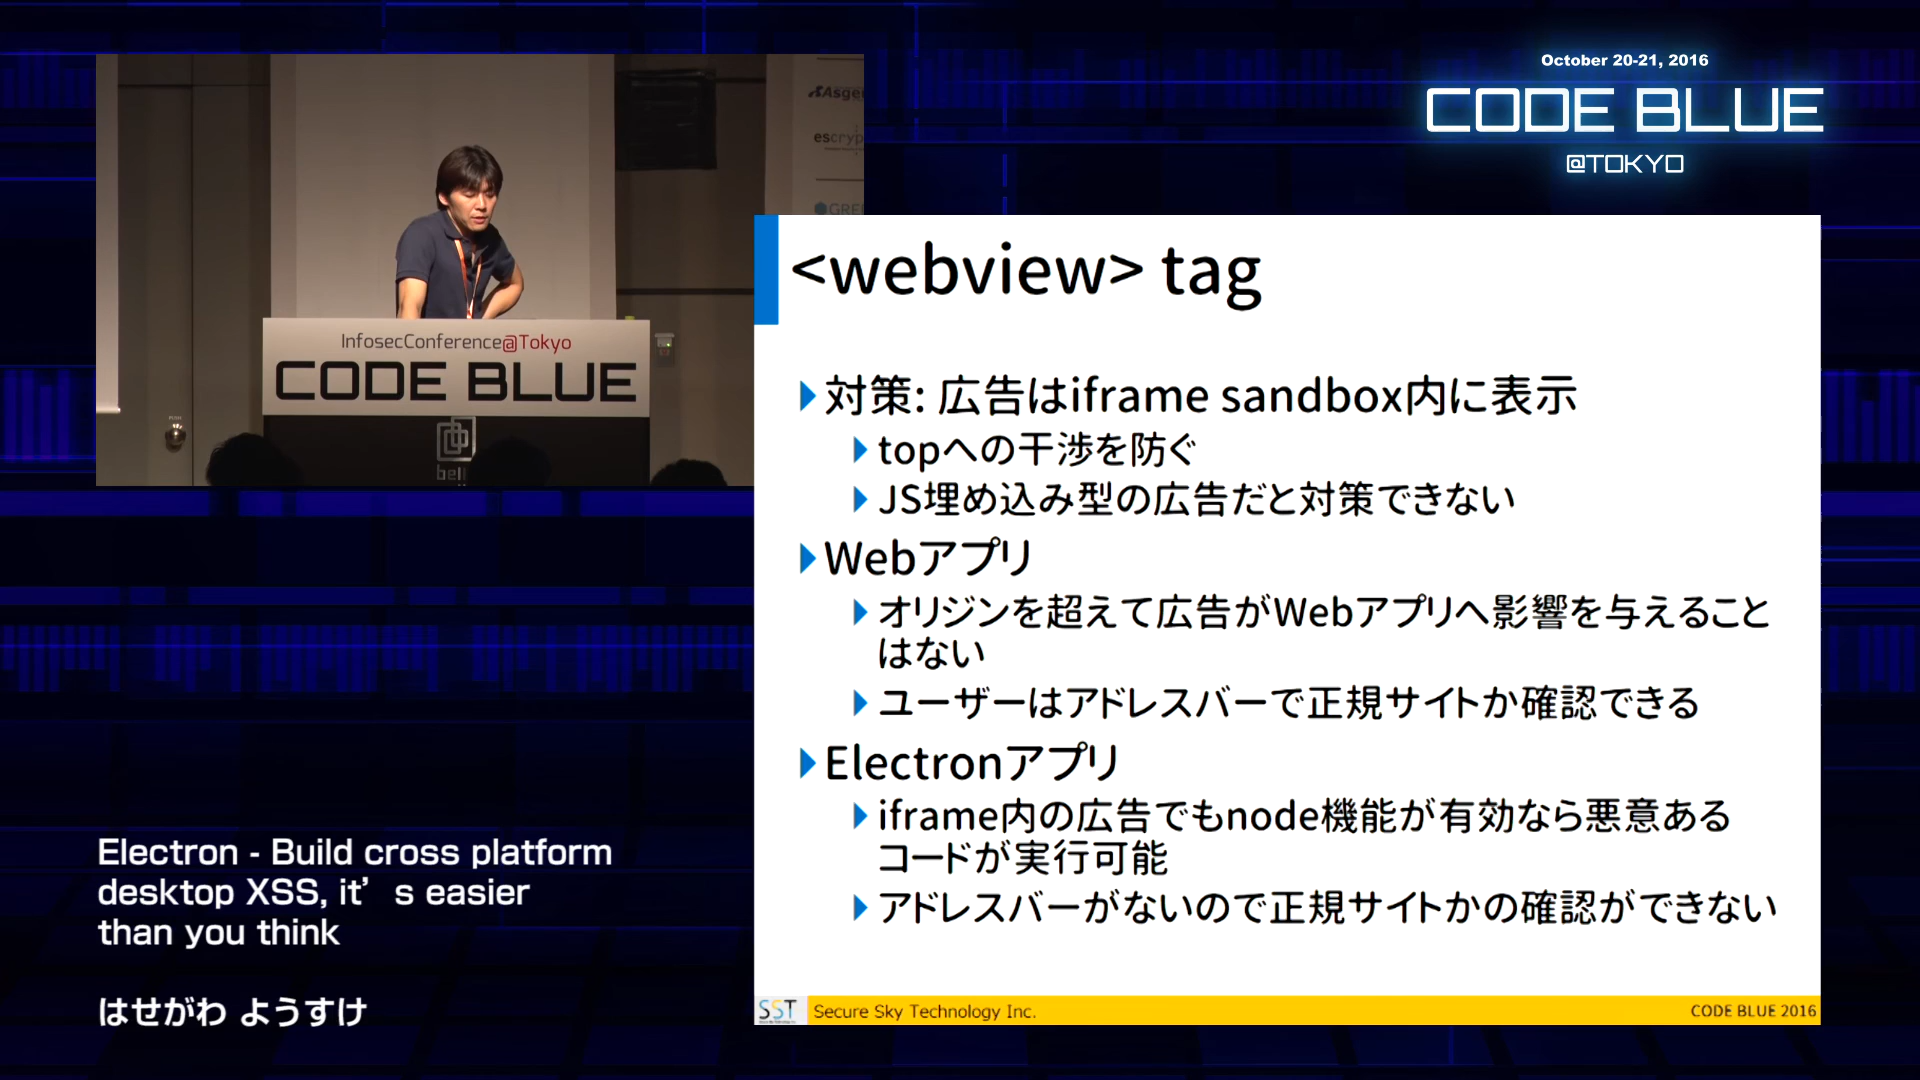 October 20-21, 2016
CODE BLUE
@TOKYO
escryp
InfosecConference@Tokyo
CODE BLUE
<webview> tag
対策: 広告はiframe sandbox内に表示
topへの干渉を防ぐ
JS埋め込み型の広告だと対策できない
Webアプリ
オリジンを超えて広告がWebアプリへ影響を与えること
はない
ユーザーはアドレスバーで正規サイトか確認できる
Electronアプリ
iframe内の広告でもnode機能が有効なら悪意ある
コードが実行可能
アドレスバーがないので正規サイトかの確認ができない
SST
Secure Sky Technology Inc.
CODE BLUE 2016
Electron - Build cross platform
desktop XSS, it’s easier
than you think
はせがわ ようすけ